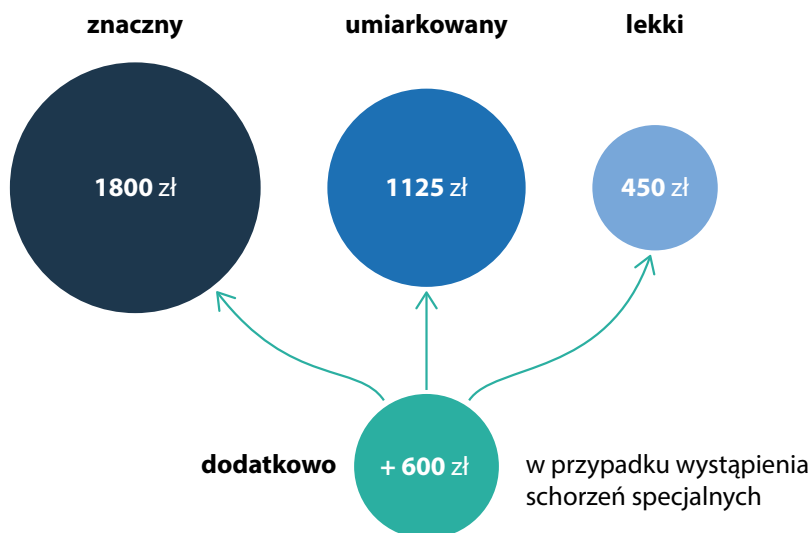 znaczny
umiarkowany
lekki
1800 zł
1125 zł
450 zł
dodatkowo
+ 600 zł
w przypadku wystąpienia
schorzeń specjalnych